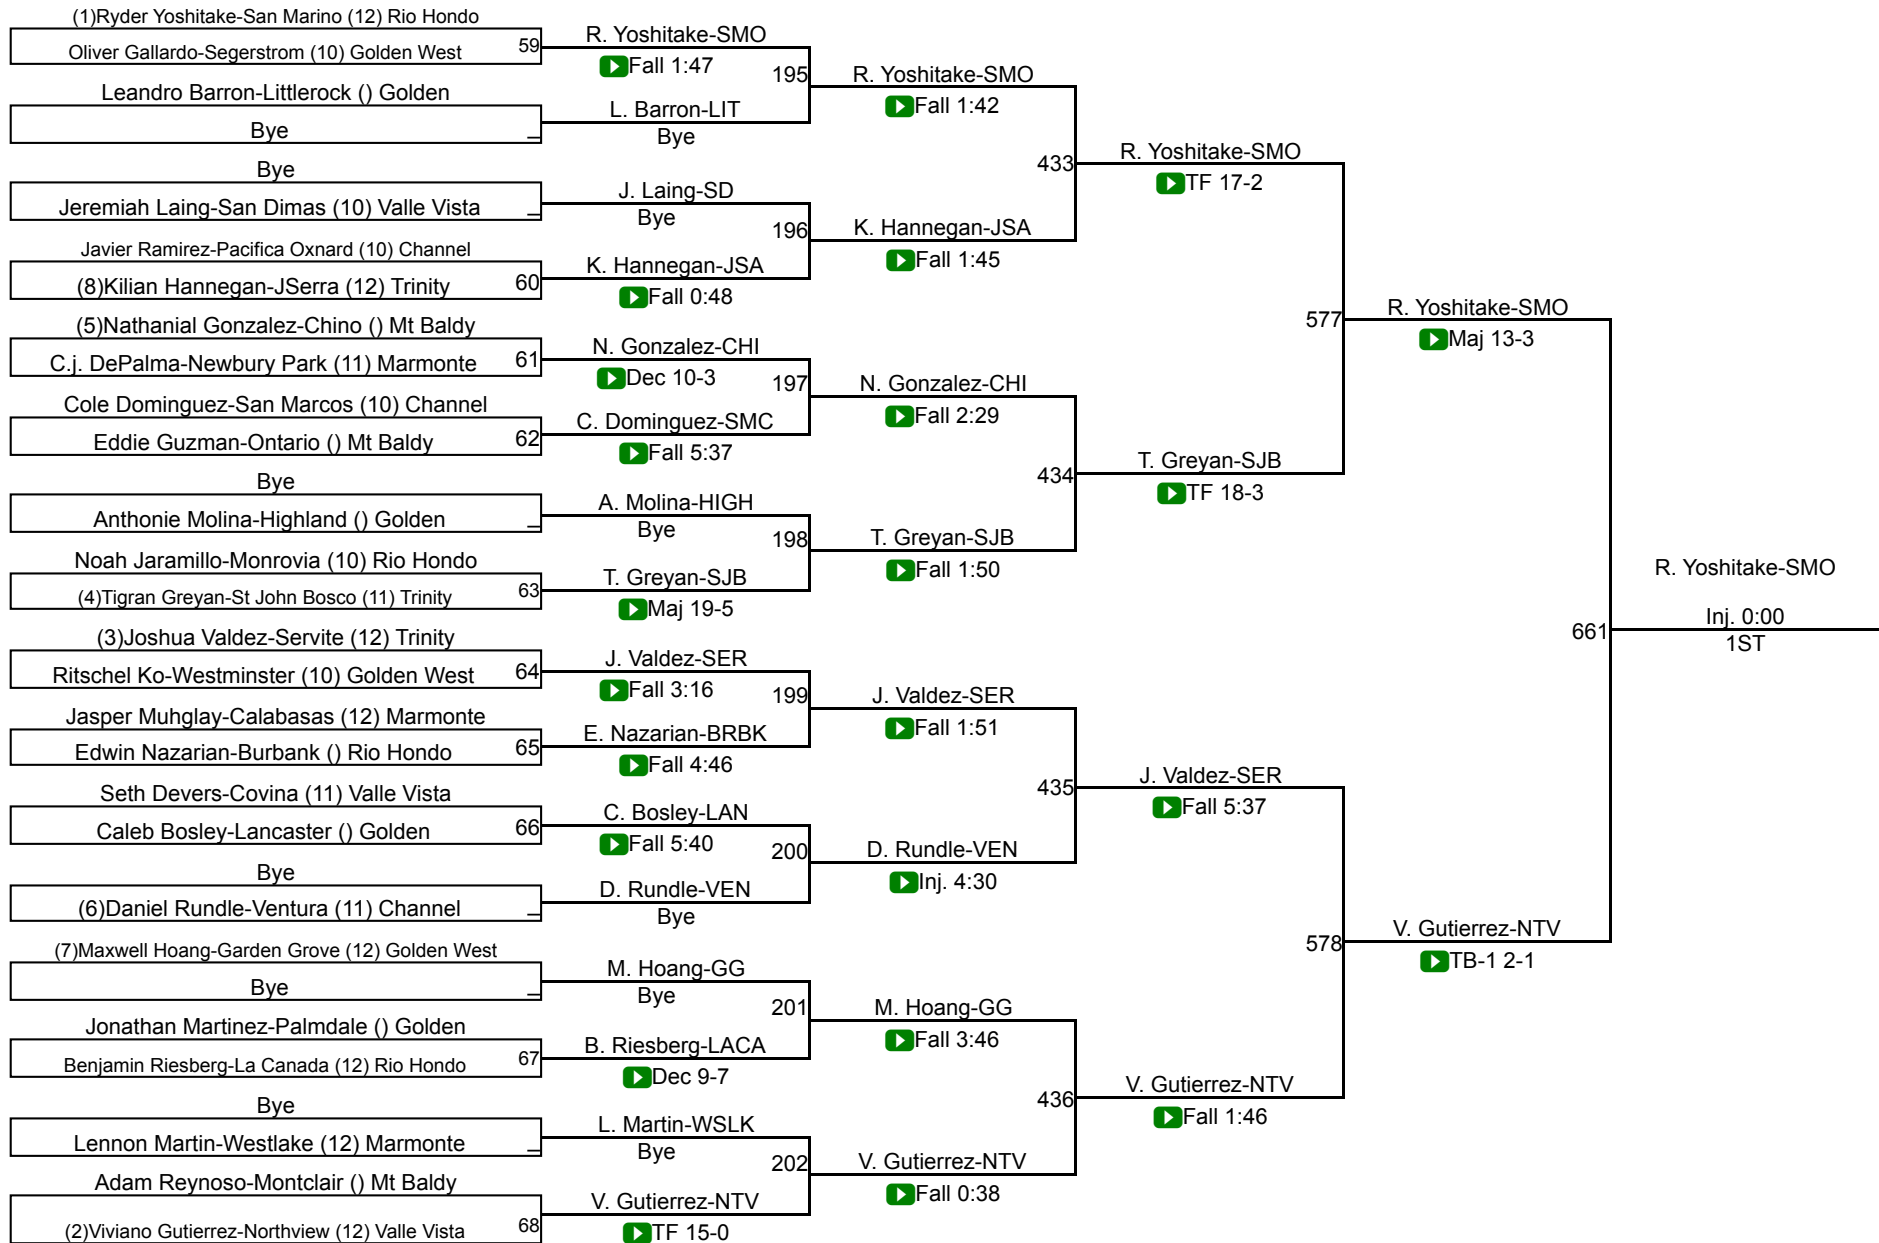 (1)Ryder Yoshitake-San Marino (12) Rio Hondo
Oliver Gallardo-Segerstrom (10) Golden West 59
Leandro Barron-Littlerock () Golden
Bye
Bye
Jeremiah Laing-San Dimas (10) Valle Vista
Javier Ramirez-Pacifica Oxnard (10) Channel
(8)Kilian Hannegan-JSerra (12) Trinity 60
(5)Nathanial Gonzalez-Chino () Mt Baldy
C.j. DePalma-Newbury Park (11) Marmonte 61
Cole Dominguez-San Marcos (10) Channel
Eddie Guzman-Ontario () Mt Baldy 62
Bye
Anthonie Molina-Highland () Golden
Noah Jaramillo-Monrovia (10) Rio Hondo
(4)Tigran Greyan-St John Bosco (11) Trinity 63
(3)Joshua Valdez-Servite (12) Trinity
Ritschel Ko-Westminster (10) Golden West 64
Jasper Muhglay-Calabasas (12) Marmonte
Edwin Nazarian-Burbank () Rio Hondo 65
Seth Devers-Covina (11) Valle Vista
Caleb Bosley-Lancaster () Golden 66
Bye
(6)Daniel Rundle-Ventura (11) Channel
(7)Maxwell Hoang-Garden Grove (12) Golden West
Bye
Jonathan Martinez-Palmdale () Golden
Benjamin Riesberg-La Canada (12) Rio Hondo 67
Bye
Lennon Martin-Westlake (12) Marmonte
Adam Reynoso-Montclair () Mt Baldy
(2)Viviano Gutierrez-Northview (12) Valle Vista 68
R. Yoshitake-SMO
Fall 1:47
195
L. Barron-LIT
Bye
J. Laing-SD
Bye
196
K. Hannegan-JSA
Fall 0:48
N. Gonzalez-CHI
Dec 10-3
197
C. Dominguez-SMC
Fall 5:37
A. Molina-HIGH
Bye
198
T. Greyan-SJB
Maj 19-5
J. Valdez-SER
Fall 3:16
199
E. Nazarian-BRBK
Fall 4:46
C. Bosley-LAN
Fall 5:40
200
D. Rundle-VEN
Bye
M. Hoang-GG
Bye
201
B. Riesberg-LACA
Dec 9-7
L. Martin-WSLK
Bye
202
V. Gutierrez-NTV
TF 15-0
R. Yoshitake-SMO
Fall 1:42
433
K. Hannegan-JSA
Fall 1:45
N. Gonzalez-CHI
Fall 2:29
434
T. Greyan-SJB
Fall 1:50
J. Valdez-SER
Fall 1:51
435
D. Rundle-VEN
Inj. 4:30
M. Hoang-GG
Fall 3:46
436
V. Gutierrez-NTV
Fall 0:38
R. Yoshitake-SMO
TF 17-2
577
T. Greyan-SJB
TF 18-3
J. Valdez-SER
Fall 5:37
578
V. Gutierrez-NTV
Fall 1:46
R. Yoshitake-SMO
Maj 13-3
661
V. Gutierrez-NTV
TB-1 2-1
R. Yoshitake-SMO
Inj. 0:00
1ST